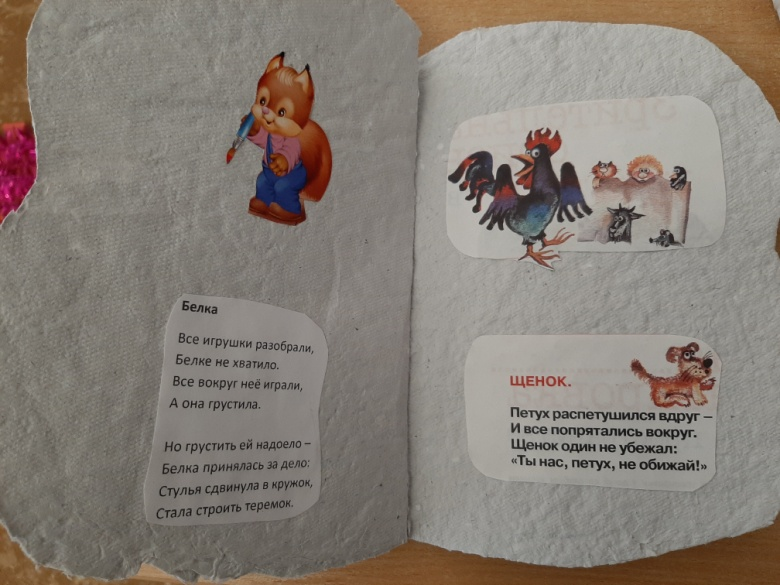 Белка
Все игрушки разобрали,
Белке не хватило.
Все вокруг неё играли,
А она грустила.
Но грустить ей надоело –
Белка принялась за дело:
Стулья сдвинула в кружок,
Стала строить теремок.
ЩЕНОК.
Петух распетушился вдруг –
И все попрятались вокруг.
Щенок один не убежал:
«Ты нас, петух, не обижай!»